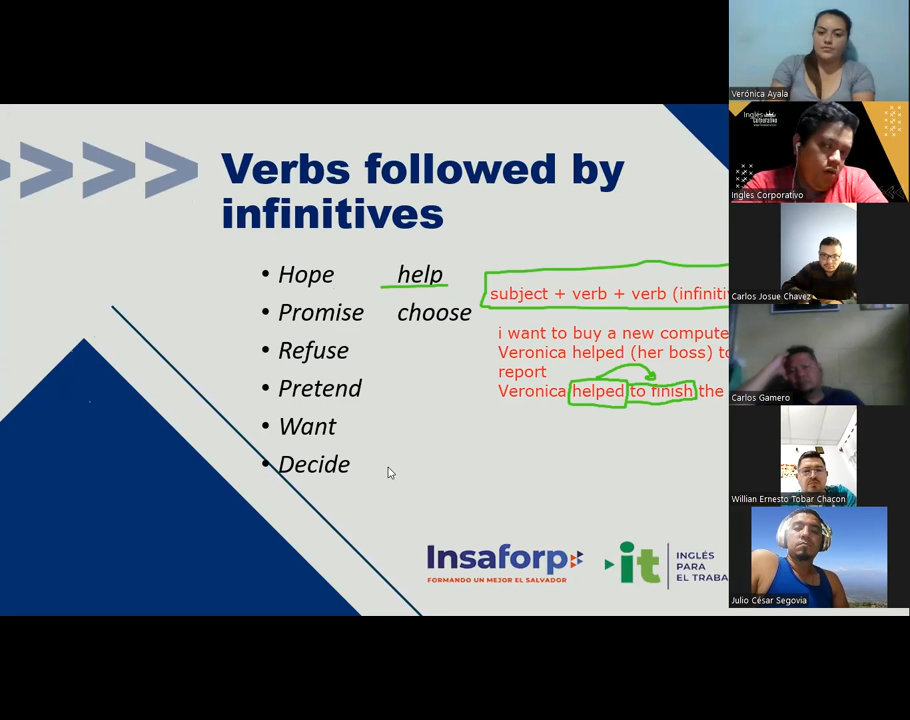 Verbs followed by
infinitives
• Hope help
• Promise choose
• Refuse
• Pretend
• Want
• Decide
subject + verb + verb (infiniti
i want to buy a new compute
Veronica helped (her boss) to
report
Veronica helped to finish the
Insaforp
FORMANDO UN MEJOR EL SALVADOR
it
INGLÉS
PARA
EL TRABA
Verónica Ayala
Inglés
Corporativo
Ingles Corporativo
Carlos Josue Chavez
Carlos Gamero
Willian Ernesto Tobar Chacon
Julio César Segovia